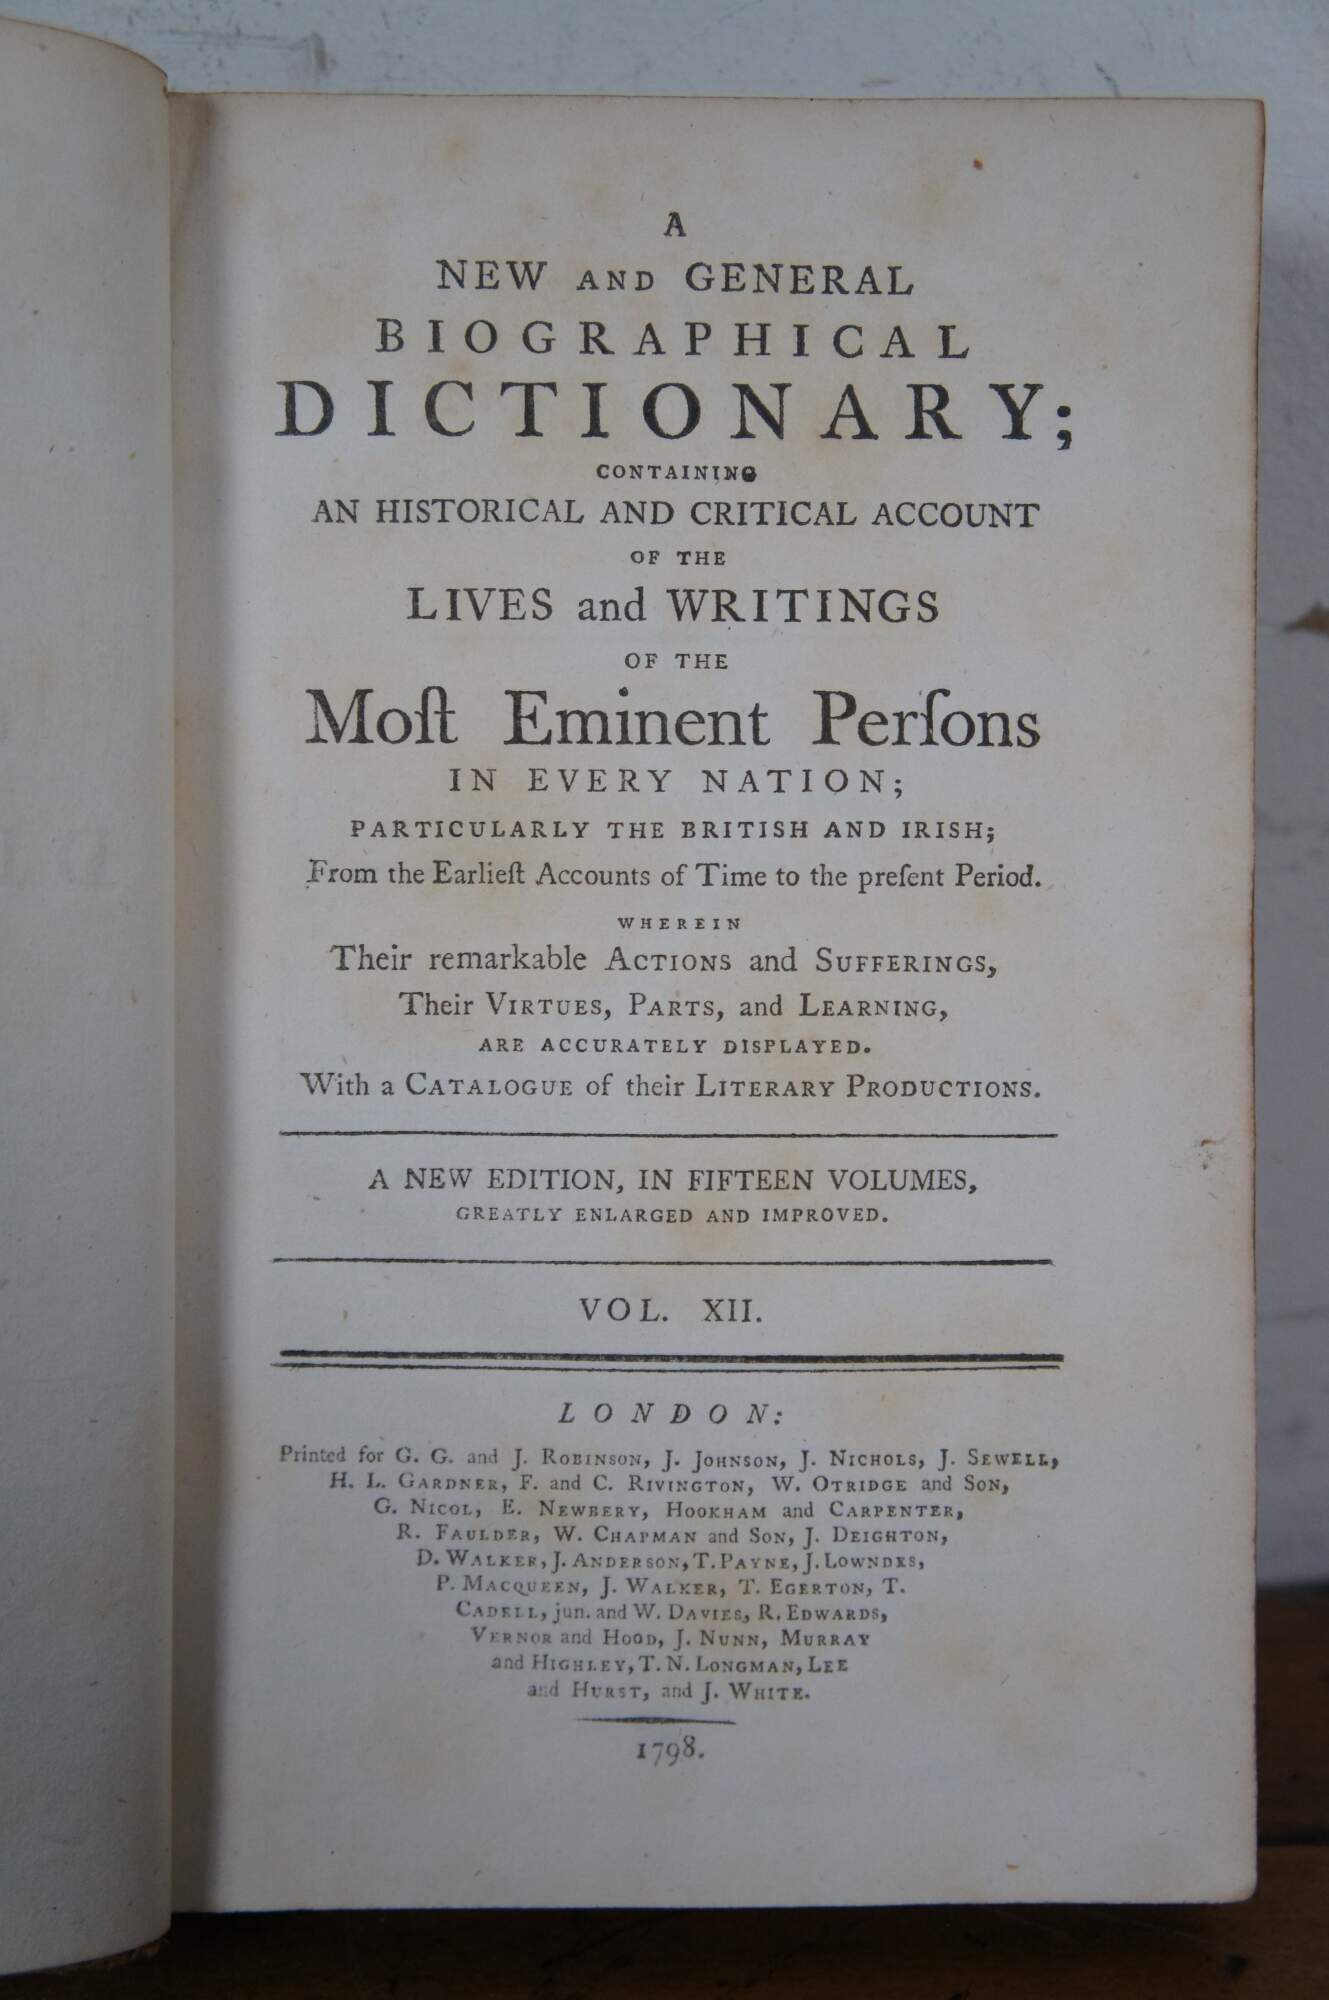 A
NEW AND GENERAL
BIOGRAPHICAL
DICTIONARY;
CONTAINING
AN HISTORICAL AND CRITICAL ACCOUNT
OF THE
LIVES and WRITINGS
OF THE
Moſt Eminent Perſons
IN EVERY NATION;
PARTICULARLY THE BRITISH AND IRISH;
From the Earlieſt Accounts of Time to the preſent Period.
WHEREIN
Their remarkable ACTIONS and SUFFERINGS,
Their VIRTUES, PARTS, and LEARNING,
ARE ACCURATELY DISPLAYED.
With a CATALOGUE of their LITERARY PRODUCTIONS.
A NEW EDITION, IN FIFTEEN VOLUMES,
GREATLY ENLARGED AND IMPROVED.
VOL. XII.
LONDON:
Printed for G. G. and J. ROBINSON, J. JOHNSON, J. NICHOLS, J. SEWELL,
H. L. GARDNER, F. and C. RIVINGTON, W. OTRIDGE and SON,
G. NICOL, E. NEWBERY, HOOKHAM and CARPENTER,
R. FAULDER, W. CHAPMAN and SON, J. DEIGHTON,
D. WALKER, J. ANDERSON, T. PAYNE, J. LOWNDES,
P. MACQUEEN, J. WALKER, T. EGERTON, T.
CADELL, jun. and W. DAVIES, R. EDWARDS,
VERNOR and HOOD, J. NUNN, MURRAY
and HIGHLEY, T. N. LONGMAN, LEE
and HURST, and J. WHITE.
1798.